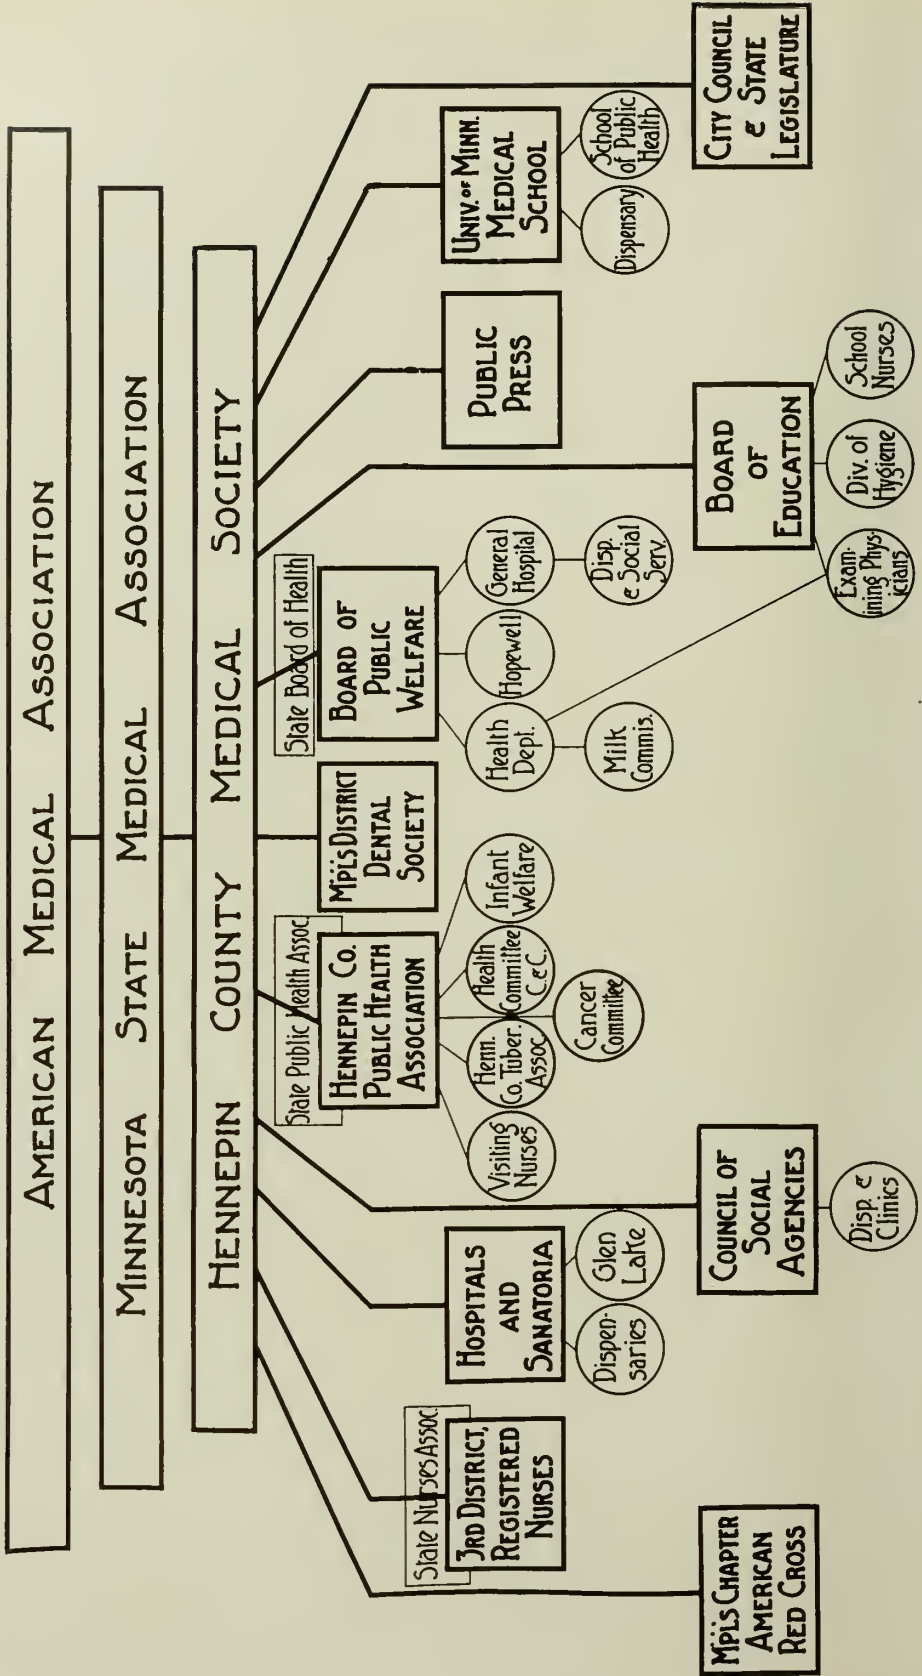 AMERICAN MEDICAL ASSOCIATION
MINNESOTA STATE MEDICAL ASSOCIATION
HENNEPIN COUNTY MEDICAL SOCIETY
MPLS CHAPTER
AMERICAN
RED CROSS
State Nurses Assoc.
3RD DISTRICT,
REGISTERED
NURSES
HOSPITALS
AND
SANATORIA
Dispen-
saries
Glen
Lake
COUNCIL OF
SOCIAL
AGENCIES
Disp. &
Clinics
State Public Health Assoc.
HENNEPIN CO.
PUBLIC HEALTH
ASSOCIATION
Visiting
Nurses
Henn.
Co. Tuber.
Assoc.
Health
Committee
C. & C.
Infant
Welfare
Cancer
Committee
MPLS DISTRICT
DENTAL
SOCIETY
State Board of Health
BOARD OF
PUBLIC
WELFARE
Health
Dept.
Hopewell
General
Hospital
Milk
Commis.
Disp.
& Social
Serv.
BOARD
OF
EDUCATION
Exam-
ining Phys-
icians
Div. of
Hygiene
School
Nurses
PUBLIC
PRESS
UNIV. OF MINN.
MEDICAL
SCHOOL
Dispensary
School
of Public
Health
CITY COUNCIL
& STATE
LEGISLATURE